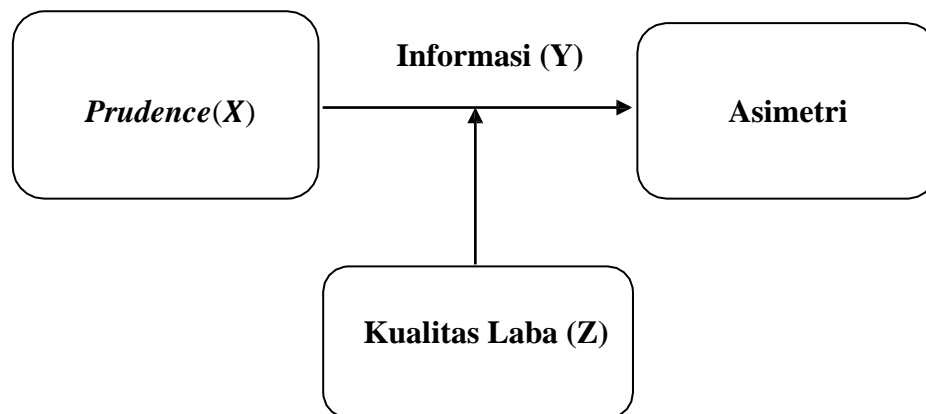 Informasi (Y)
Prudence(X)
Asimetri
Kualitas Laba (Z)